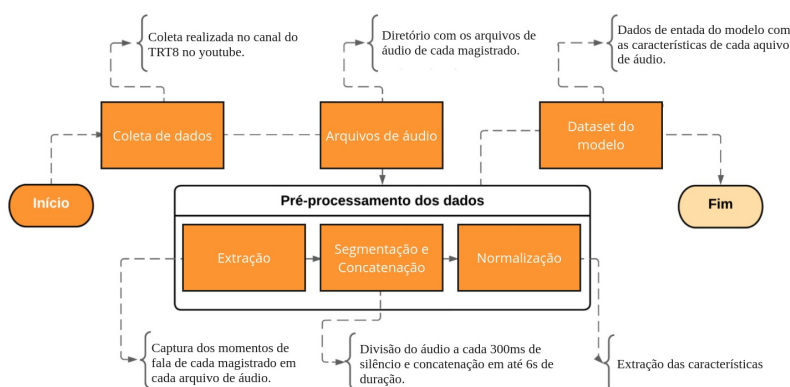 Coleta realizada no canal do
TRT8 no youtube.
Diretório com os arquivos de
áudio de cada magistrado.
Dados de entada do modelo com
as características de cada aquivo
de áudio.
Coleta de dados
Arquivos de áudio
Dataset do
modelo
Início
Pré-processamento dos dados
Fim
Extração
Segmentação e
Concatenação
Normalização
Captura dos momentos de
fala de cada magistrado em
cada arquivo de áudio.
Divisão do áudio a cada 300ms de
silêncio e concatenação em até 6s de
duração.
Extração das características